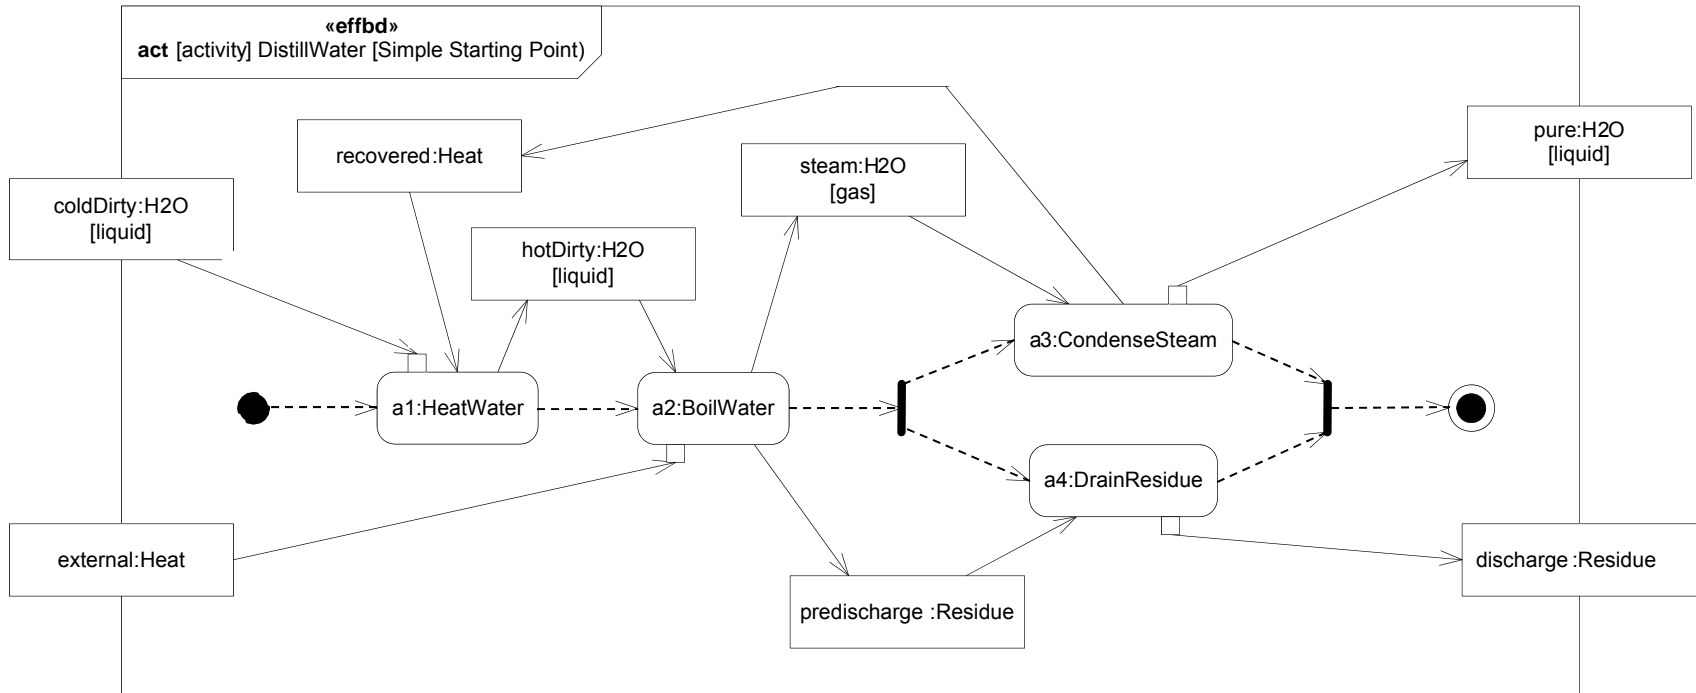 «effbd»
act [activity] DistillWater [Simple Starting Point)
recovered:Heat
steam:H2O
[gas]
pure:H2O
[liquid]
coldDirty:H2O
[liquid]
hotDirty:H2O
[liquid]
a3:CondenseSteam
a1:HeatWater
a2:BoilWater
a4:DrainResidue
external:Heat
discharge :Residue
predischarge :Residue